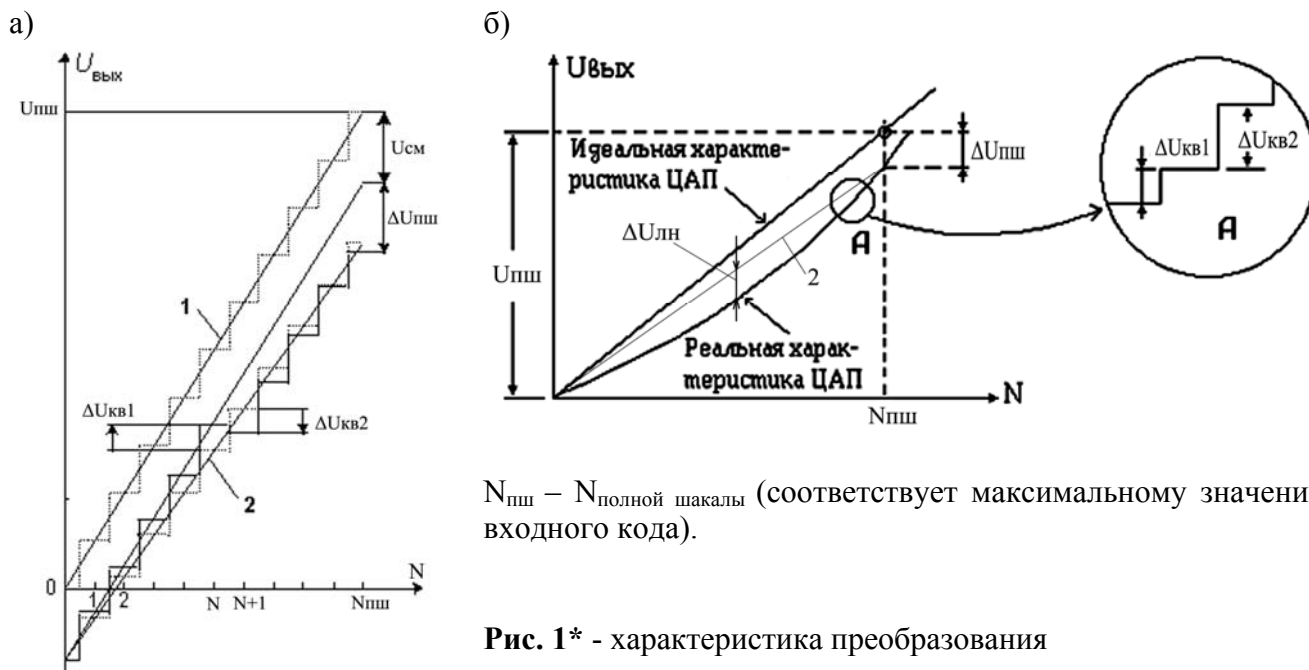 а)
U вых
Uпш
Uсм
ΔUпш
1
ΔUкв1
ΔUкв2
2
0
N
1
2
N
N+1
Nпш
б)
Uвых
Идеальная характе-
ристика ЦАП
ΔUпш
ΔUкв1
ΔUкв2
А
А
ΔUлн
Uпш
2
Реальная харак-
теристика ЦАП
N
Nпш
Nпш – Nполной шакалы (соответствует максимальному значени
входного кода).
Рис. 1* - характеристика преобразования